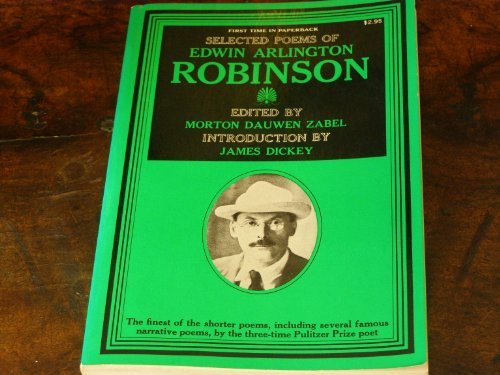 FIRST TIME IN PAPERBACK
$2.95
SELECTED POEMS OF
EDWIN ARLINGTON
ROBINSON
EDITED BY
MORTON DAUWEN ZABEL
INTRODUCTION BY
JAMES DICKEY
The finest of the shorter poems, including several famous
narrative poems, by the three-time Pulitzer Prize poet